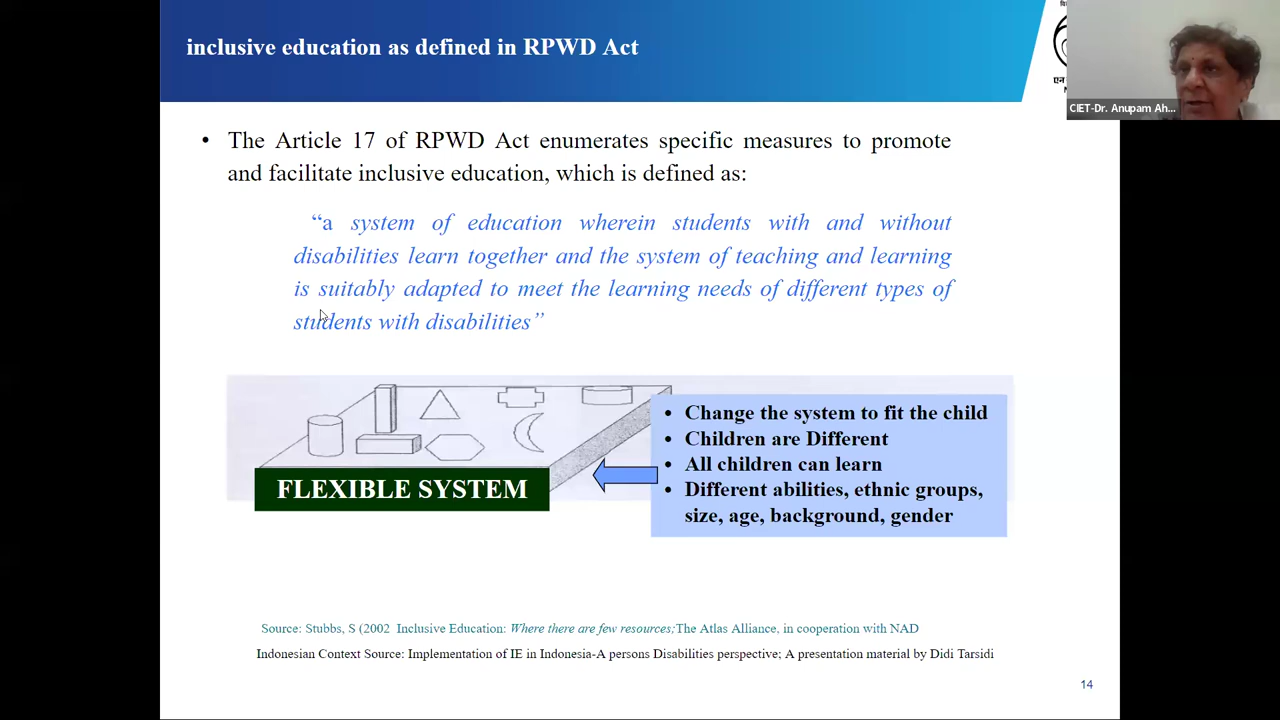 inclusive education as defined in RPWD Act
CIET-Dr. Anupam Ah...
• The Article 17 of RPWD Act enumerates specific measures to promote
and facilitate inclusive education, which is defined as:
“a system of education wherein students with and without
disabilities learn together and the system of teaching and learning
is suitably adapted to meet the learning needs of different types of
students with disabilities”
• Change the system to fit the child
• Children are Different
• All children can learn
• Different abilities, ethnic groups,
size, age, background, gender
FLEXIBLE SYSTEM
Source: Stubbs, S (2002 Inclusive Education: Where there are few resources;The Atlas Alliance, in cooperation with NAD
Indonesian Context Source: Implementation of IE in Indonesia-A persons Disabilities perspective; A presentation material by Didi Tarsidi
14